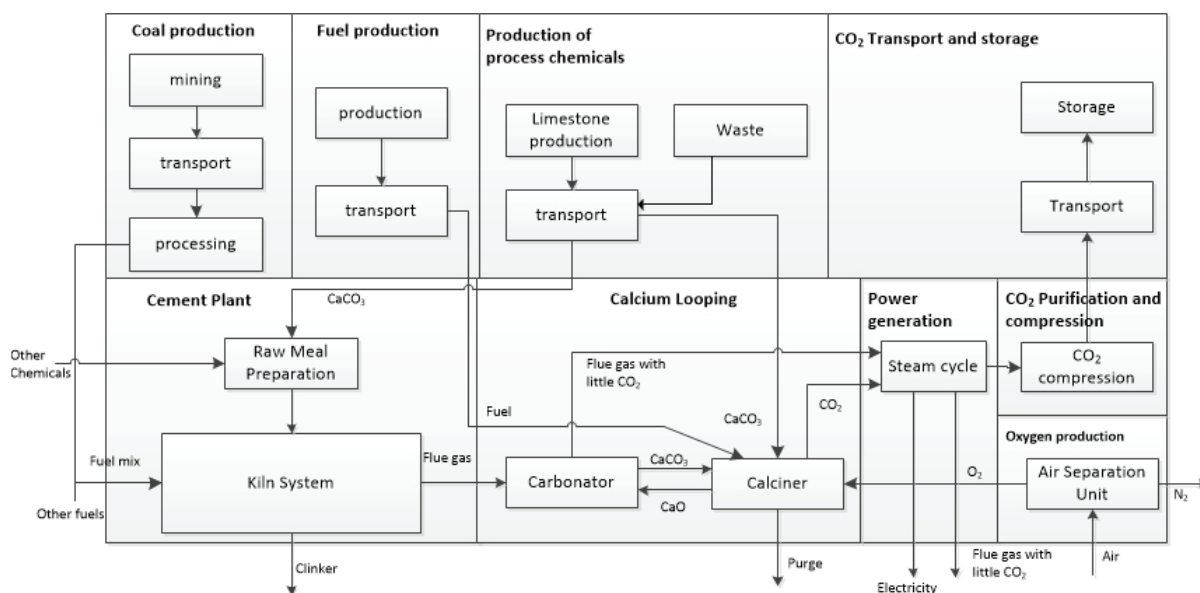 Coal production
Fuel production
Production of
process chemicals
CO₂ Transport and storage
mining
production
Limestone
production
Waste
Storage
transport
transport
transport
Transport
processing
Cement Plant
CaCO₃
Calcium Looping
Power
generation
CO₂ Purification and
compression
Other
Chemicals
Raw Meal
Preparation
Flue gas with
little CO₂
Steam cycle
CO₂
compression
Fuel
CaCO₃
CO₂
Oxygen production
Fuel mix
Kiln System
Flue gas
Carbonator
CaCO₃
CaO
Calciner
O₂
Air Separation
Unit
N₂
Other fuels
Clinker
Purge
Electricity
Flue gas with
little CO₂
Air